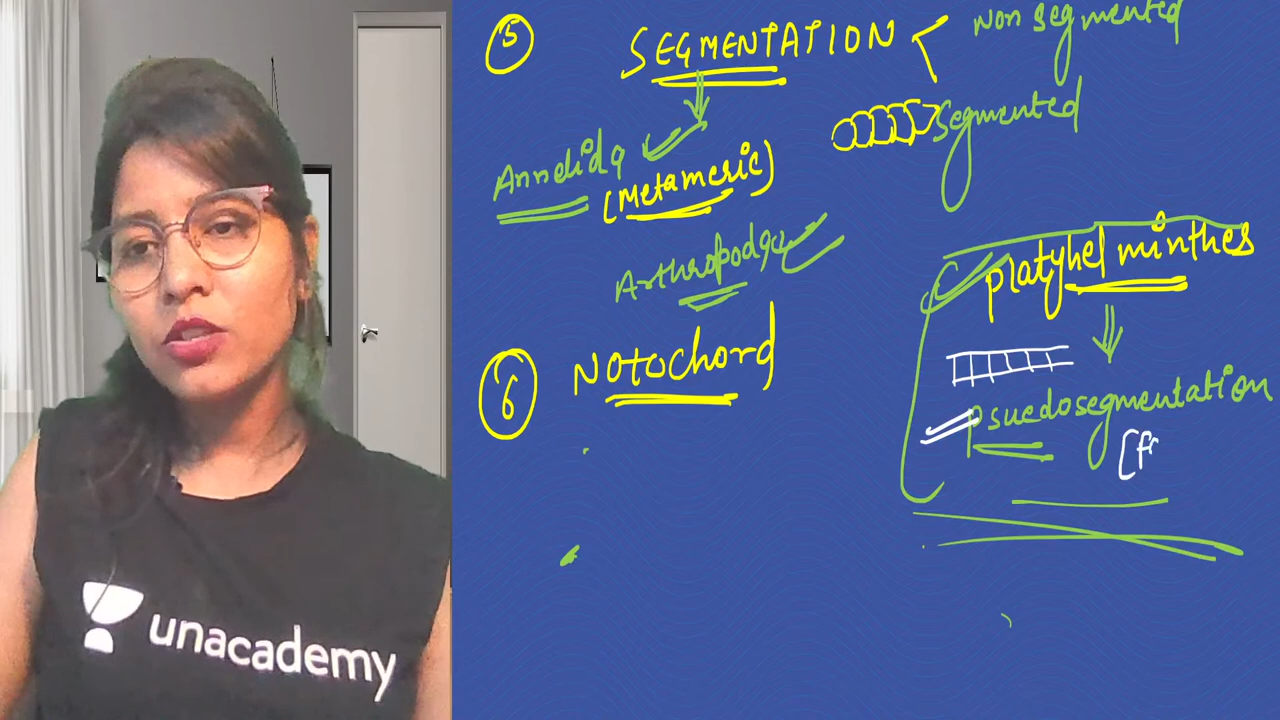 5 SEGMENTATION
Non segmented
segmented
Annelida
(Metameric)
Arthropoda
platyhelminthes
Psuedosegmentation
6 Notochord
unacademy